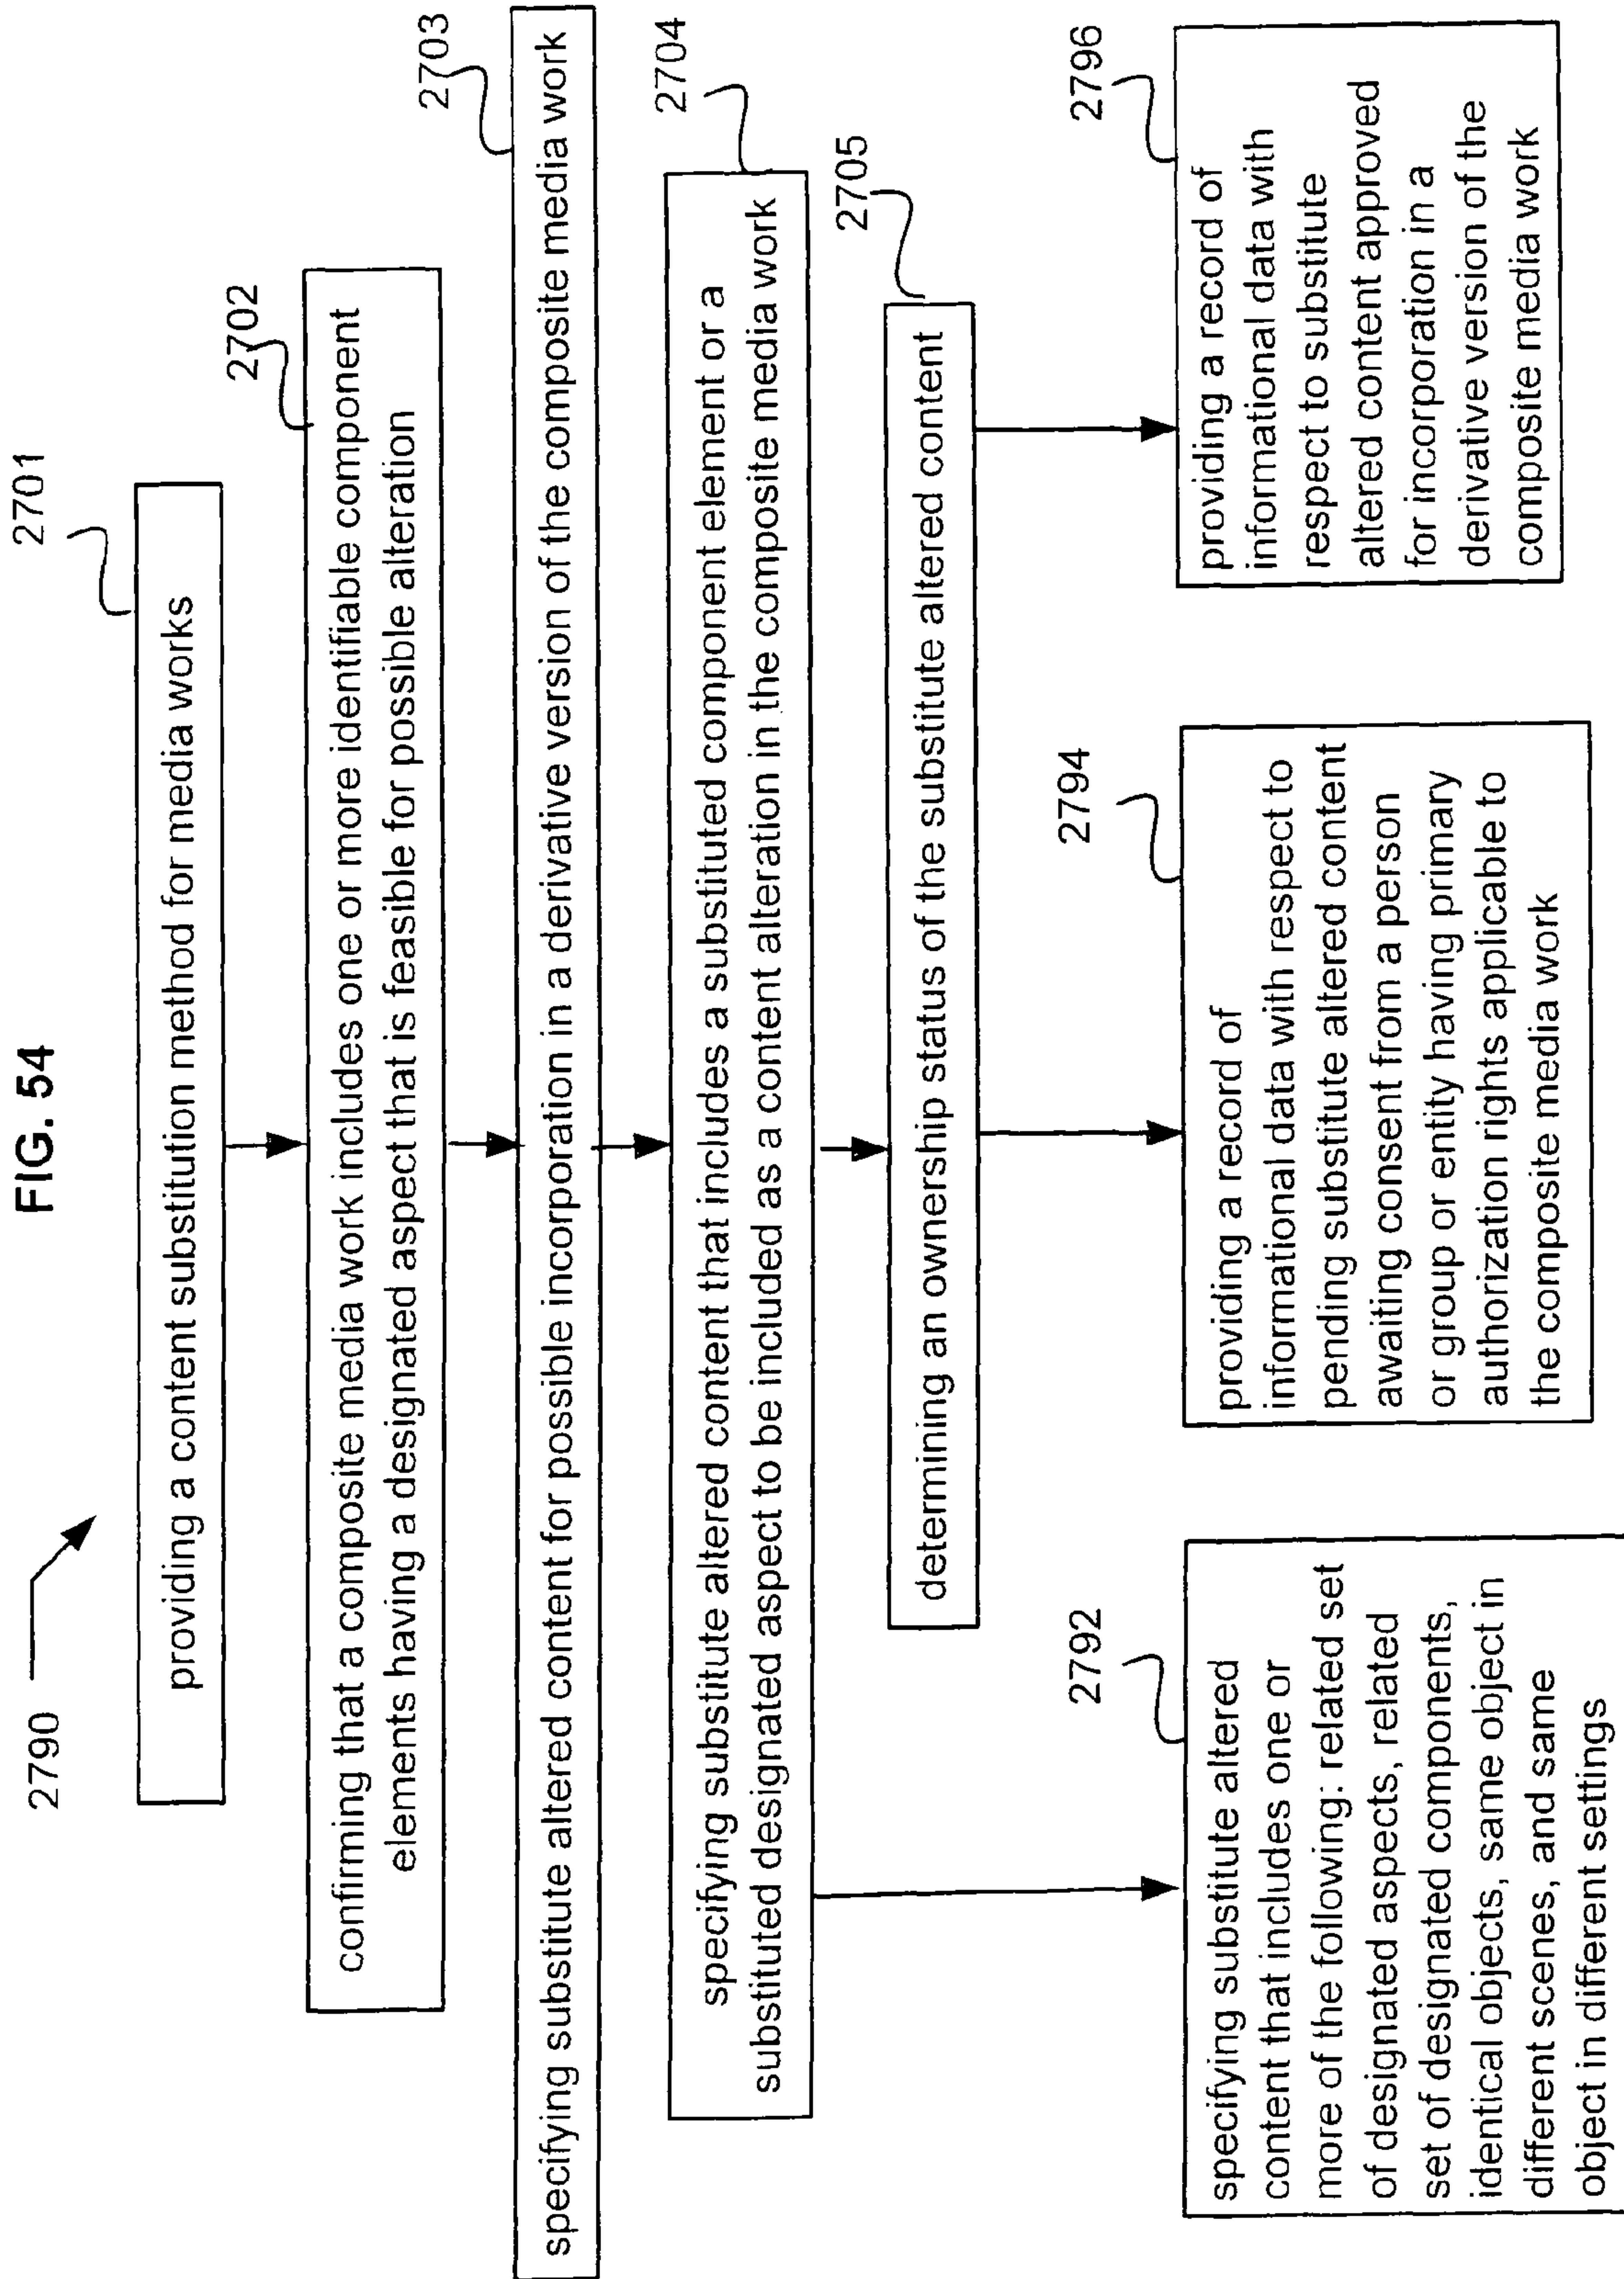 FIG. 54
2790
2701
providing a content substitution method for media works
2702
confirming that a composite media work includes one or more identifiable component
elements having a designated aspect that is feasible for possible alteration
2703
specifying substitute altered content for possible incorporation in a derivative version of the composite media work
2704
specifying substitute altered content that includes a substituted component element or a
substituted designated aspect to be included as a content alteration in the composite media work
2705
determining an ownership status of the substitute altered content
2792
specifying substitute altered
content that includes one or
more of the following: related set
of designated aspects, related
set of designated components,
identical objects, same object in
different scenes, and same
object in different settings
2794
providing a record of
informational data with respect to
pending substitute altered content
awaiting consent from a person
or group or entity having primary
authorization rights applicable to
the composite media work
2796
providing a record of
informational data with
respect to substitute
altered content approved
for incorporation in a
derivative version of the
composite media work